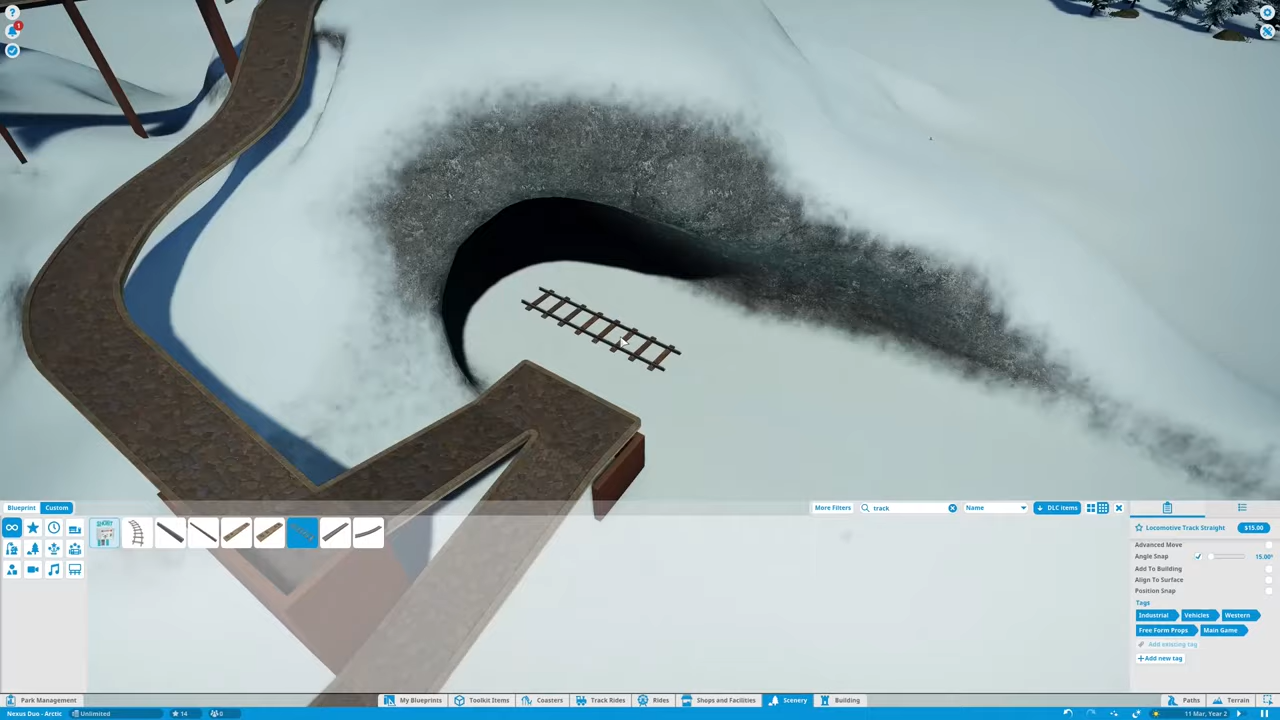 ?
1
Blueprint
Custom
More Filters
track
Name
DLC items
Locomotive Track Straight
$15.00
Advanced Move
Angle Snap
15.00°
Add To Building
Align To Surface
Position Snap
Tags
Industrial
Vehicles
Western
Free Form Props
Main Game
Add existing tag
+Add new tag
Park Management
My Blueprints
Toolkit Items
Coasters
Track Rides
Rides
Shops and Facilities
Scenery
Building
Paths
Terrain
Nexus Duo - Arctic
Unlimited
14
0
11 Mar, Year 2